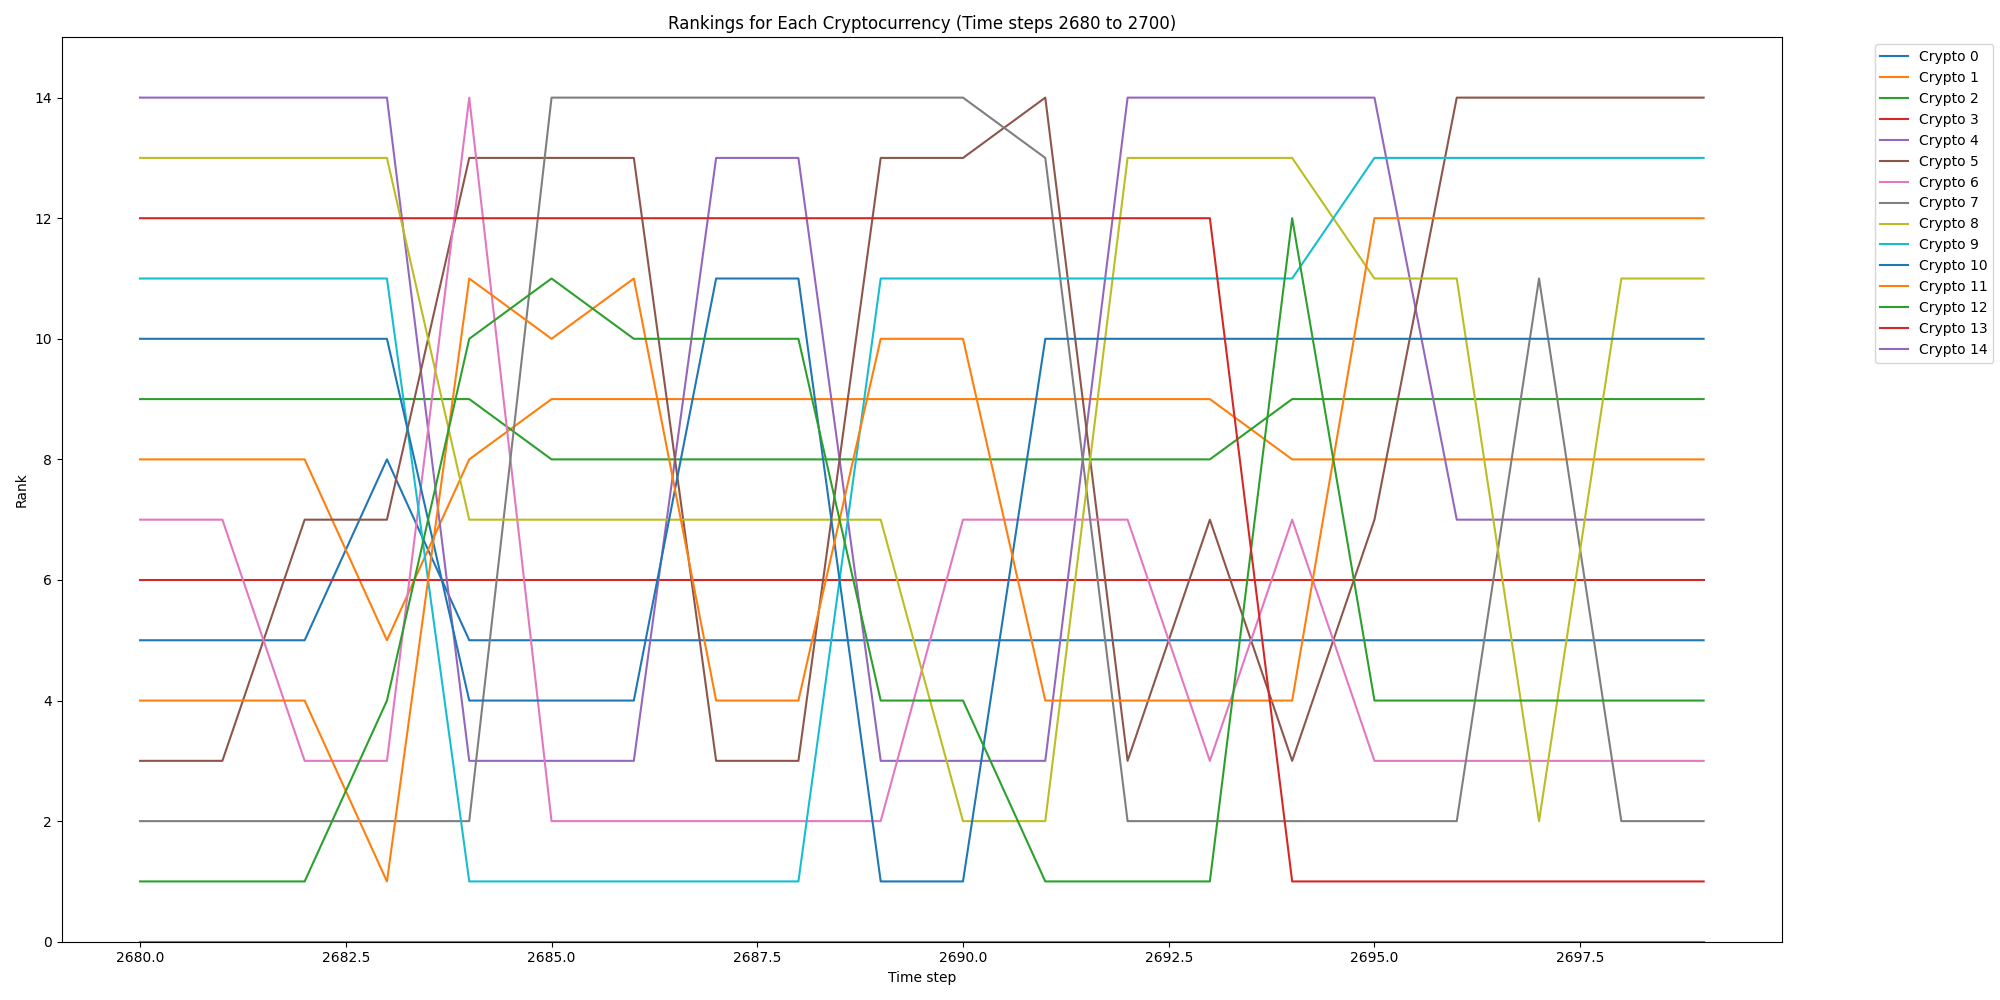 Rankings for Each Cryptocurrency (Time steps 2680 to 2700)
14
12
10
8
6
4
2
0
Rank
2680.0 2682.5 2685.0 2687.5 2690.0 2692.5 2695.0 2697.5
Time step
Crypto 0
Crypto 1
Crypto 2
Crypto 3
Crypto 4
Crypto 5
Crypto 6
Crypto 7
Crypto 8
Crypto 9
Crypto 10
Crypto 11
Crypto 12
Crypto 13
Crypto 14